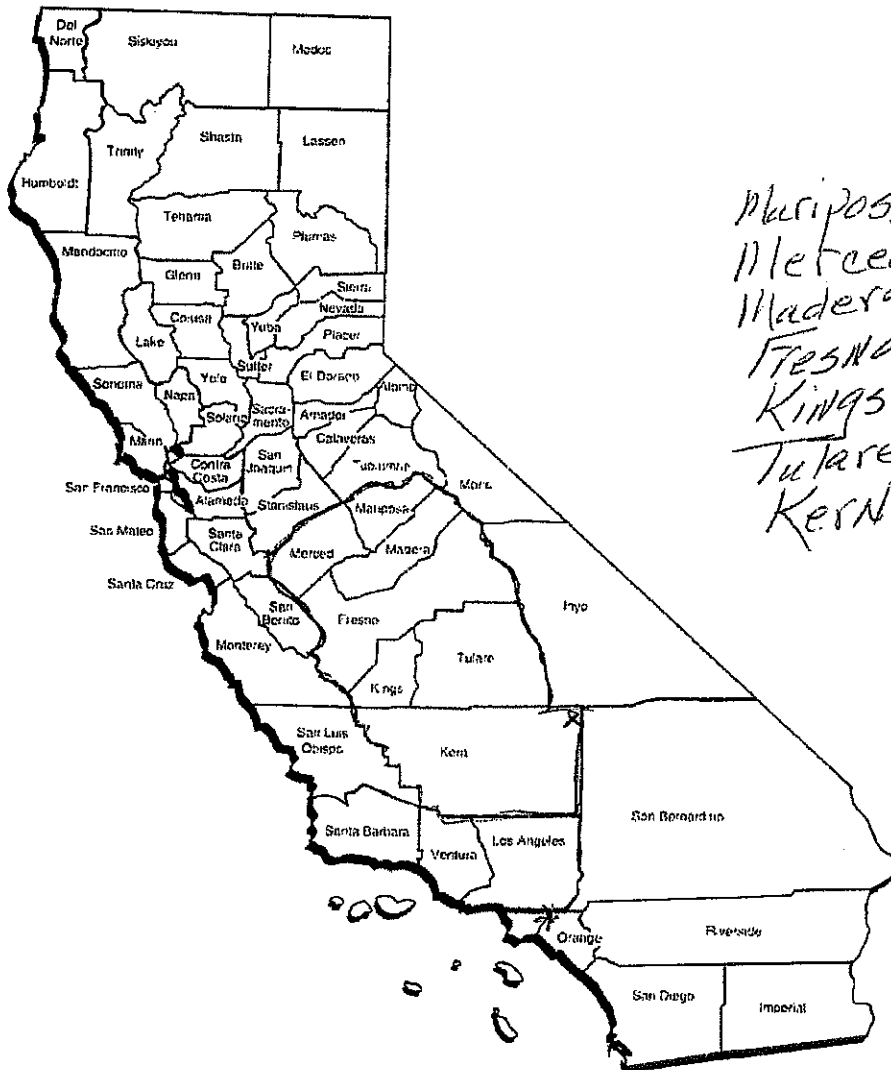 Del
Norte
Siskiyou
Modoc
Humboldt
Trinity
Shasta
Lassen
Tehama
Plumas
Mendocino
Glenn
Butte
Sierra
Nevada
Placer
Colusa
Yuba
Lake
Sutter
Sonoma
Napa
Yolo
El Dorado
Alpine
Solano
Sacra-
mento
Amador
Marin
Calaveras
Contra
Costa
San
Joaquin
Tuolumne
San Francisco
Alameda
Stanislaus
Mono
Mariposa
San Mateo
Santa
Clara
Merced
Madera
Santa Cruz
San
Benito
Fresno
Inyo
Monterey
Kings
Tulare
San Luis
Obispo
Kern
Santa Barbara
Ventura
Los Angeles
San Bernardino
Orange
Riverside
San Diego
Imperial
Mariposa
Merced
Madera
Fresno
Kings
Tulare
Kern